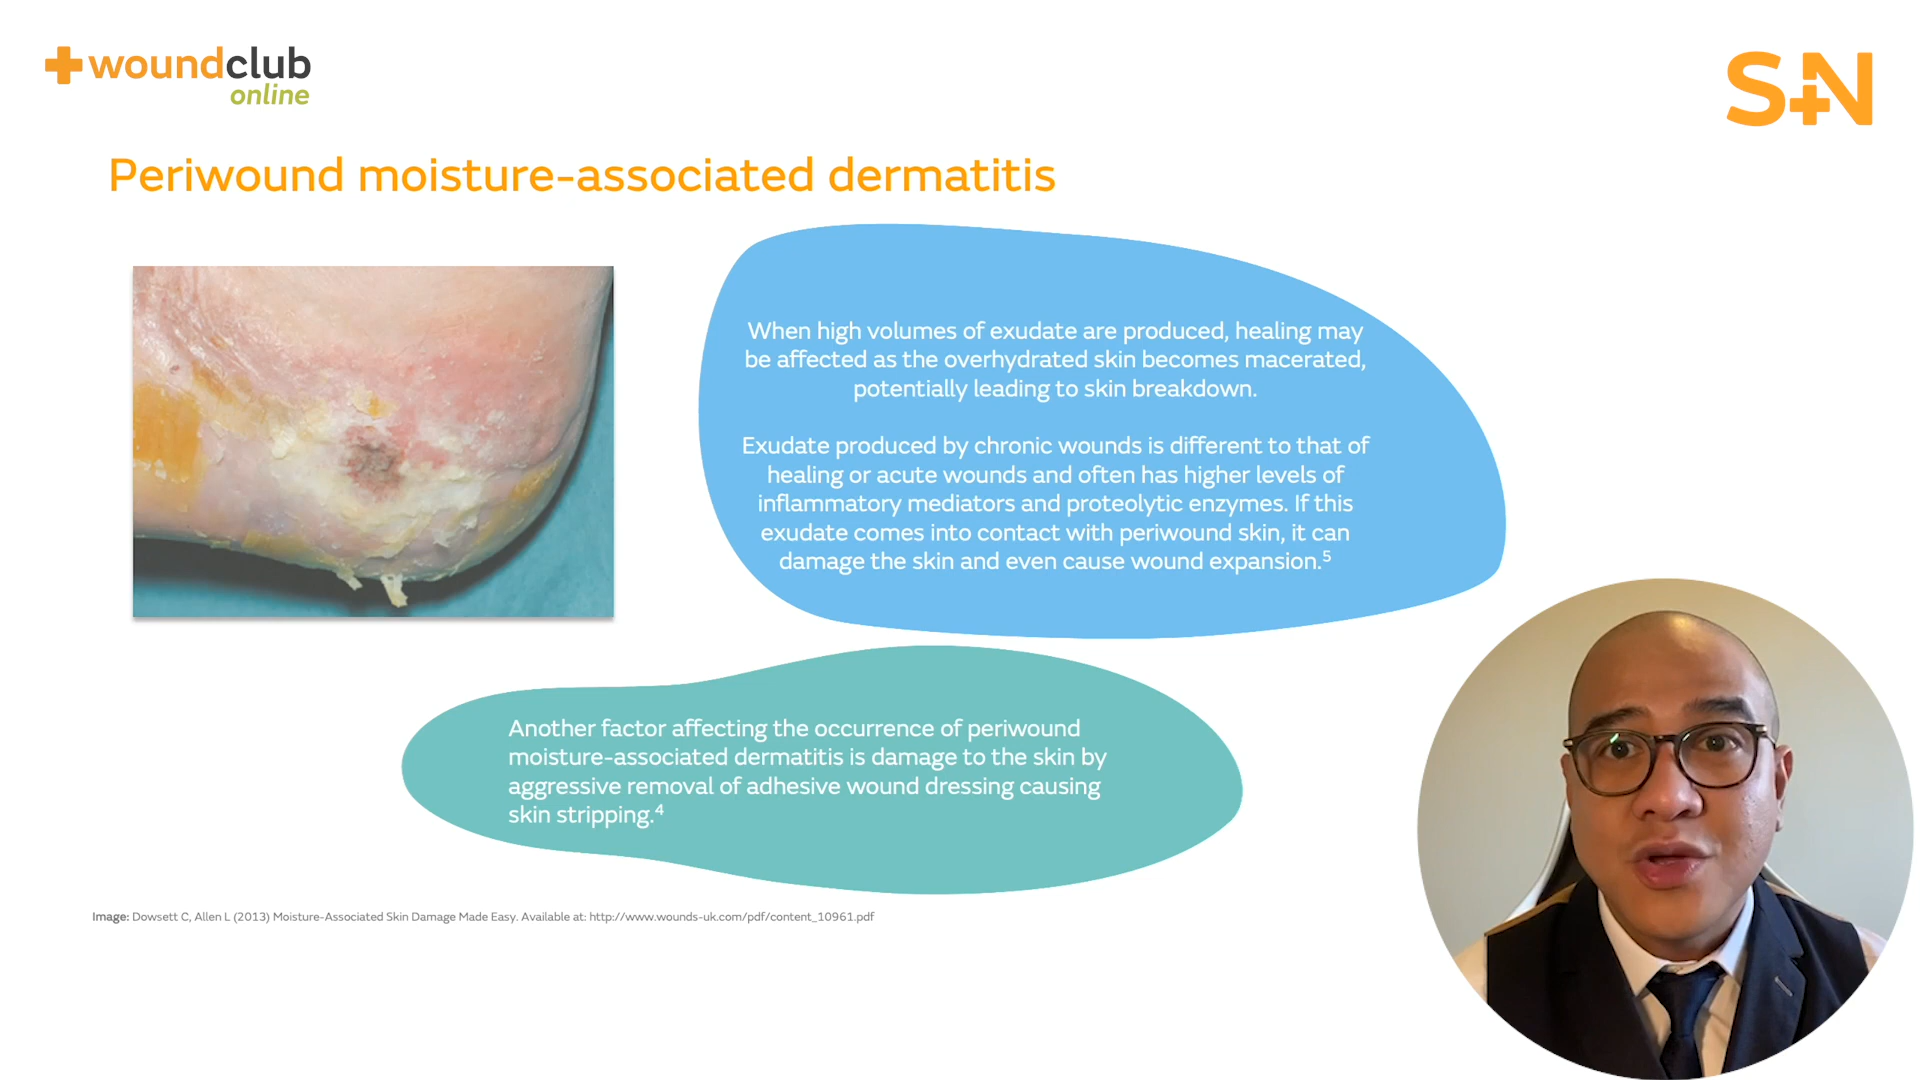 woundclub
online
S+N
Periwound moisture-associated dermatitis
When high volumes of exudate are produced, healing may
be affected as the overhydrated skin becomes macerated,
potentially leading to skin breakdown.
Exudate produced by chronic wounds is different to that of
healing or acute wounds and often has higher levels of
inflammatory mediators and proteolytic enzymes. If this
exudate comes into contact with periwound skin, it can
damage the skin and even cause wound expansion.⁵
Another factor affecting the occurrence of periwound
moisture-associated dermatitis is damage to the skin by
aggressive removal of adhesive wound dressing causing
skin stripping.⁴
Image: Dowsett C, Allen L (2013) Moisture-Associated Skin Damage Made Easy. Available at: http://www.wounds-uk.com/pdf/content_10961.pdf